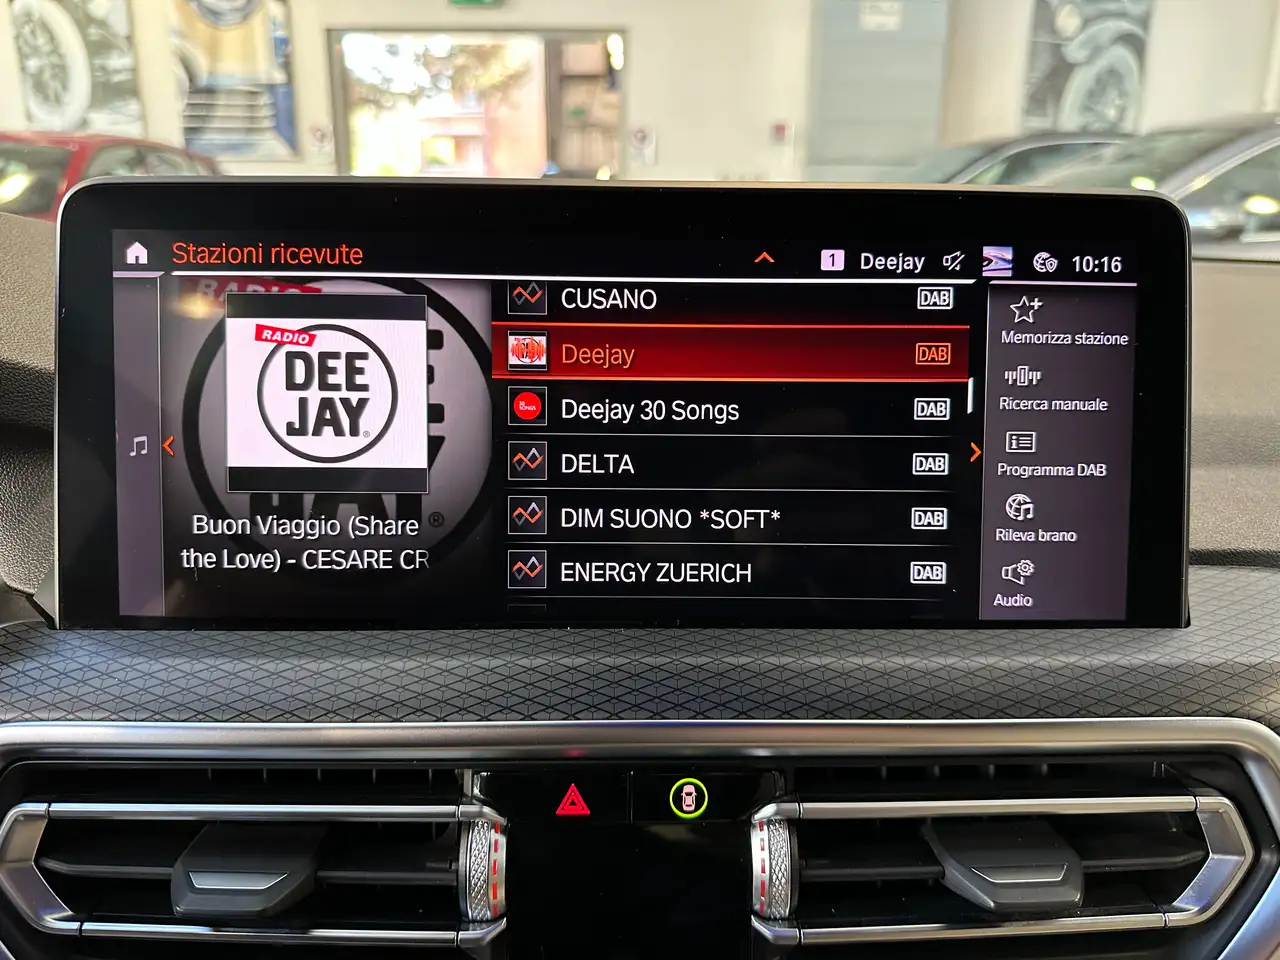 Stazioni ricevute
1 Deejay 10:16
RADIO
RADIO
DEE
JAY®
Buon Viaggio (Share
the Love) - CESARE CR
CUSANO DAB
Deejay DAB
Deejay 30 Songs DAB
DELTA DAB
DIM SUONO *SOFT* DAB
ENERGY ZUERICH DAB
Memorizza stazione
Ricerca manuale
Programma DAB
Rileva brano
Audio